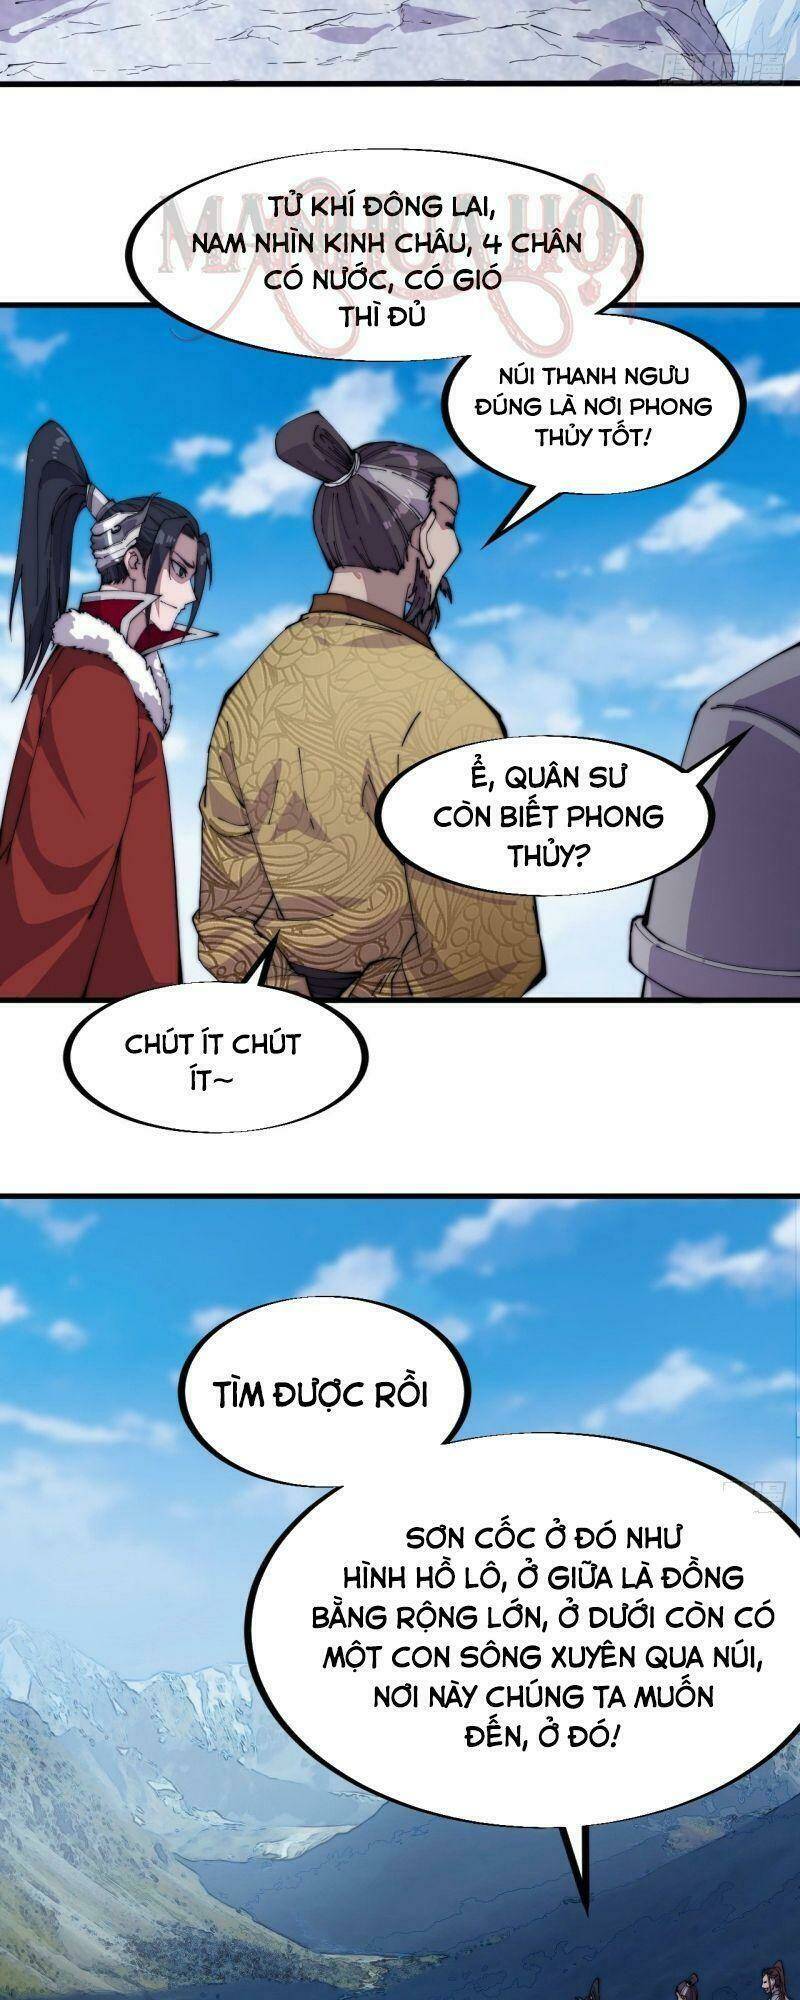 TỬ KHÍ ĐÔNG LAI,
NAM NHÌN KINH CHÂU, 4 CHÂN
CÓ NƯỚC, CÓ GIÓ
THÌ ĐỦ
MANHUA HỘI
NÚI THANH NGƯU
ĐÚNG LÀ NƠI PHONG
THỦY TỐT!
Ể, QUÂN SƯ
CÒN BIẾT PHONG
THỦY?
CHÚT ÍT CHÚT
ÍT~
TÌM ĐƯỢC RỒI
SƠN CỐC Ở ĐÓ NHƯ
HÌNH HỒ LÔ, Ở GIỮA LÀ ĐỒNG
BẰNG RỘNG LỚN, Ở DƯỚI CÒN CÓ
MỘT CON SÔNG XUYÊN QUA NÚI,
NƠI NÀY CHÚNG TA MUỐN
ĐẾN, Ở ĐÓ!